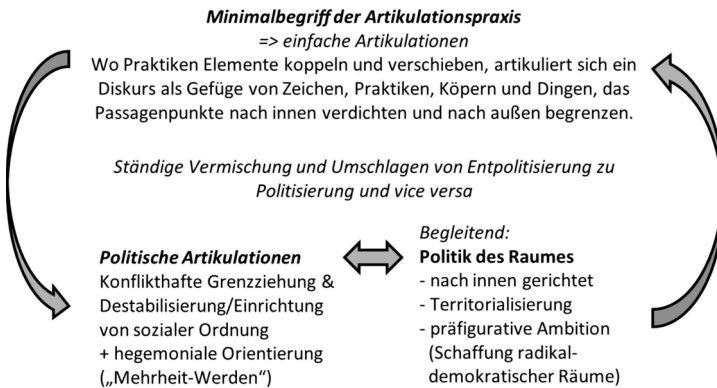 Minimalbegriff der Artikulationspraxis
=> einfache Artikulationen
Wo Praktiken Elemente koppeln und verschieben, artikuliert sich ein
Diskurs als Gefüge von Zeichen, Praktiken, Köpern und Dingen, das
Passagenpunkte nach innen verdichten und nach außen begrenzen.
Ständige Vermischung und Umschlagen von Entpolitisierung zu
Politisierung und vice versa
Politische Artikulationen
Konflikthafte Grenzziehung &
Destabilisierung/Einrichtung
von sozialer Ordnung
+ hegemoniale Orientierung
(„Mehrheit-Werden“)
Begleitend:
Politik des Raumes
- nach innen gerichtet
- Territorialisierung
- präfigurative Ambition
(Schaffung radikal-
demokratischer Räume)